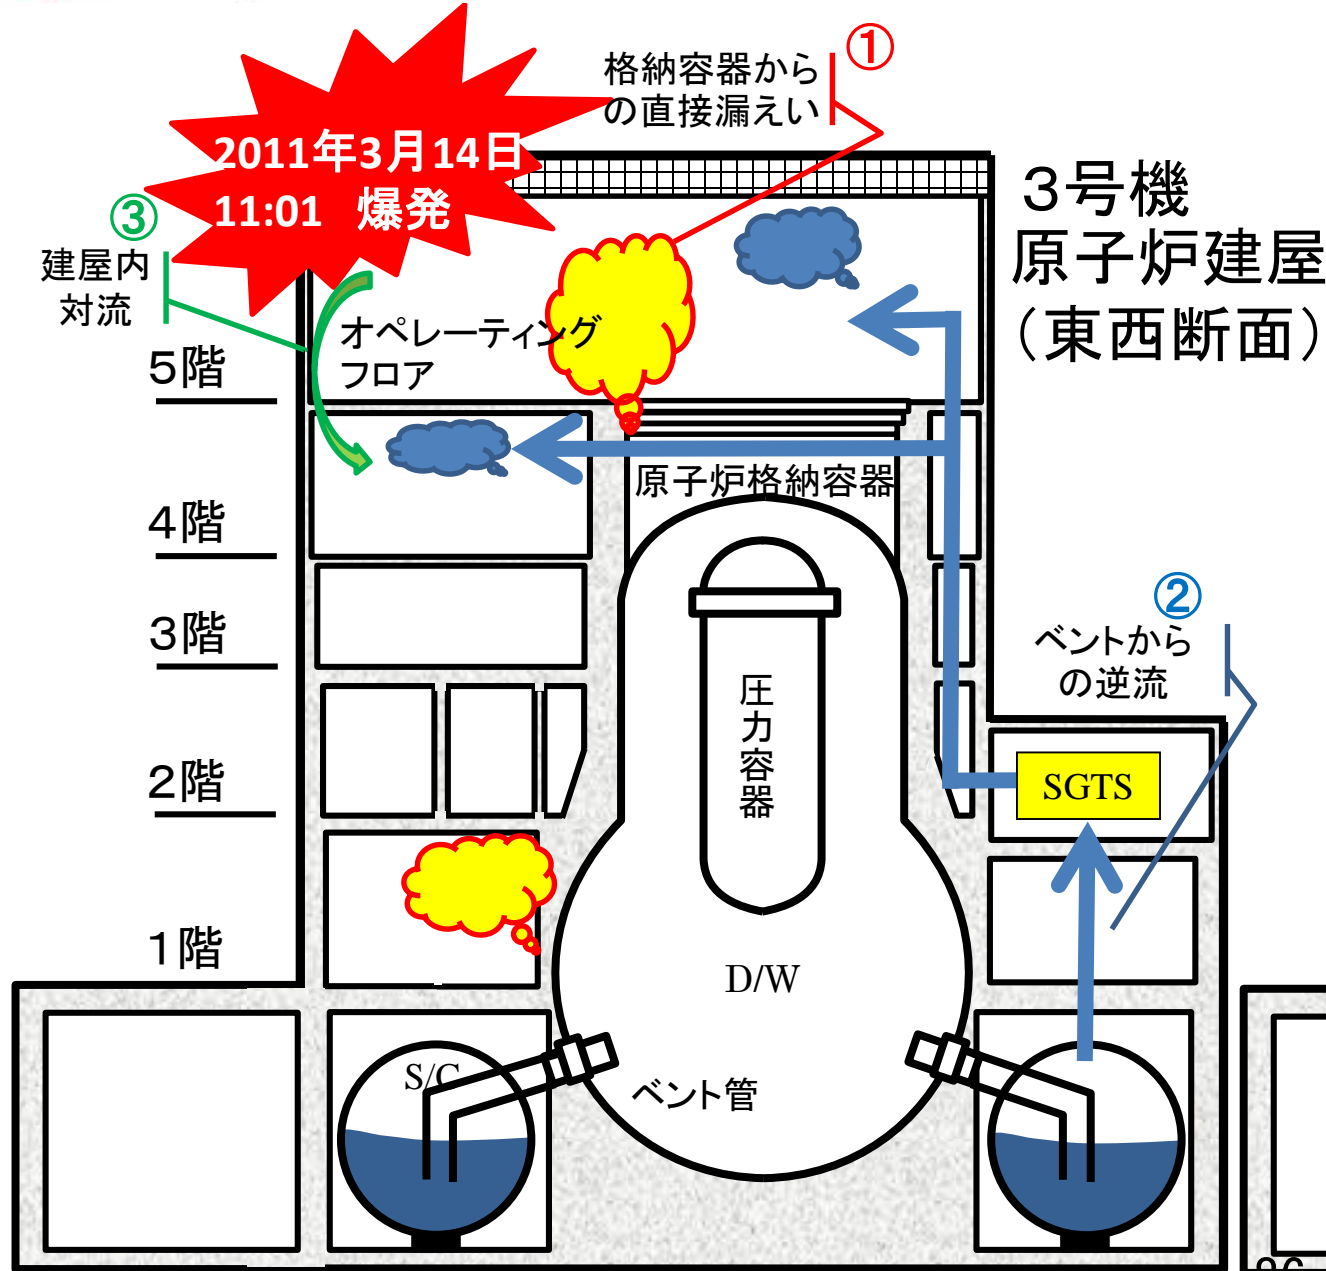 ①
格納容器から
の直接漏えい
2011年3月14日
11:01 爆発
3号機
原子炉建屋
（東西断面）
③
建屋内
対流
オペレーティング
フロア
5階
原子炉格納容器
4階
3階
②
ベントから
の逆流
圧力容器
2階
SGTS
1階
D/W
S/C
ベント管